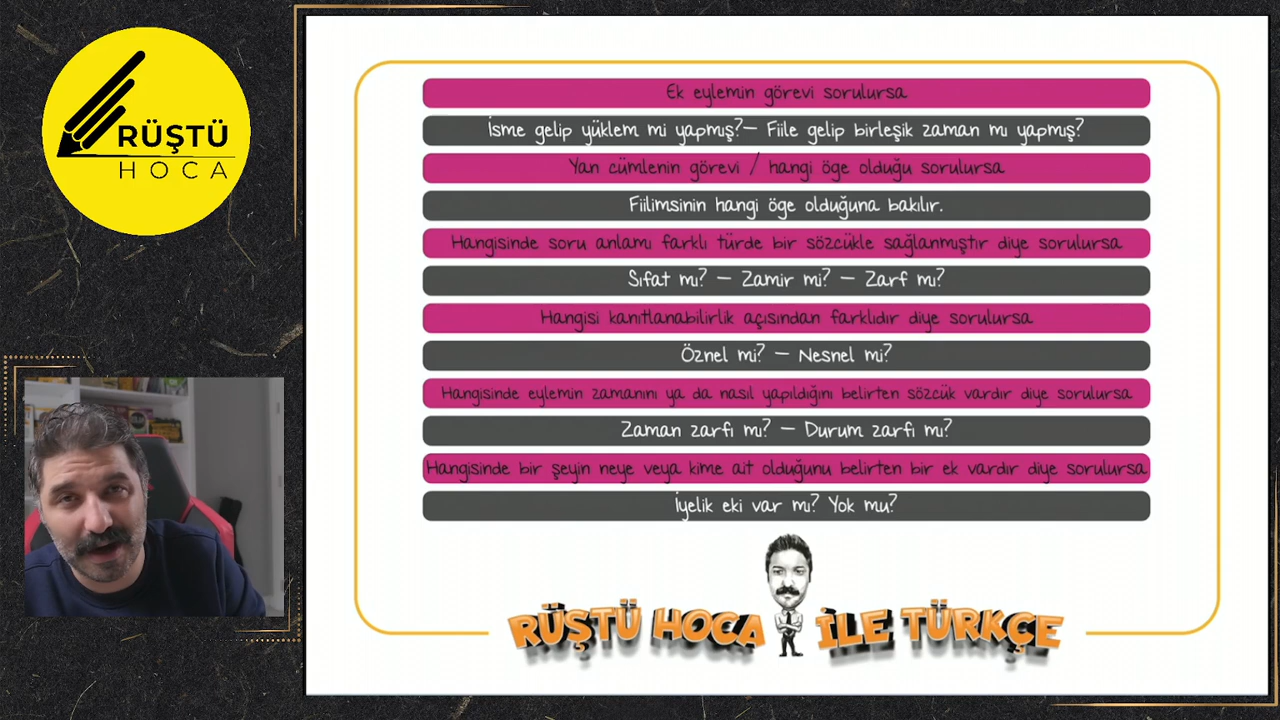 RÜŞTÜ
HOCA
Ek eylemin görevi sorulursa
İsme gelip yüklem mi yapmış?– Fiile gelip birleşik zaman mı yapmış?
Yan cümlenin görevi / hangi öge olduğu sorulursa
Fiilimsinin hangi öge olduğuna bakılır.
Hangisinde soru anlamı farklı türde bir sözcükle sağlanmıştır diye sorulursa
Sıfat mı? – Zamir mi? – Zarf mı?
Hangisi kanıtlanabilirlik açısından farklıdır diye sorulursa
Öznel mi? – Nesnel mi?
Hangisinde eylemin zamanını ya da nasıl yapıldığını belirten sözcük vardır diye sorulursa
Zaman zarfı mı? – Durum zarfı mı?
Hangisinde bir şeyin neye veya kime ait olduğunu belirten bir ek vardır diye sorulursa
İyelik eki var mı? Yok mu?
RÜŞTÜ HOCA İLE TÜRKÇE